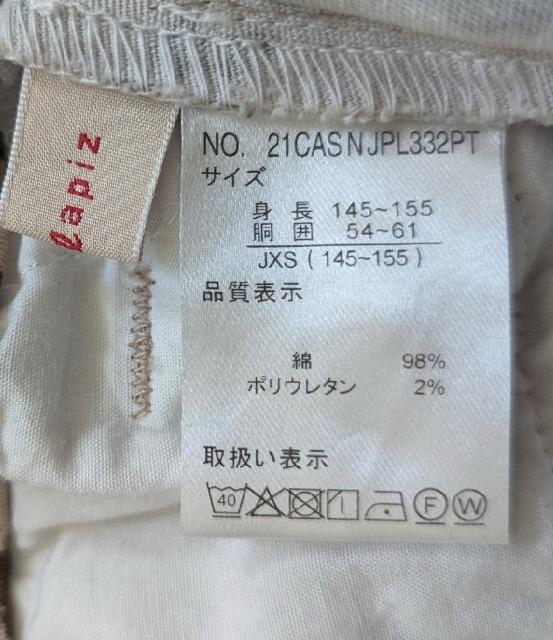 lapiz
NO. 21CASNJPL332PT
サイズ
身長 145~155
胴囲 54~61
JXS (145~155)
品質表示
綿 98%
ポリウレタン 2%
取扱い表示
40 F W